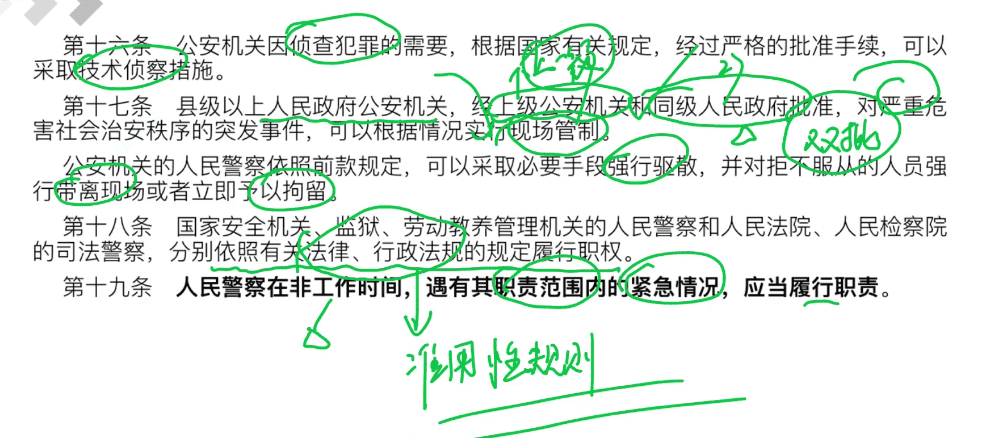 第十六条 公安机关因侦查犯罪的需要，根据国家有关规定，经过严格的批准手续，可以
采取技术侦察措施。
上一级
2)
第十七条 县级以上人民政府公安机关，经上级公安机关和同级人民政府批准，对严重危
害社会治安秩序的突发事件，可以根据情况实行现场管制。
双批
公安机关的人民警察依照前款规定，可以采取必要手段强行驱散，并对拒不服从的人员强
行带离现场或者立即予以拘留。
第十八条 国家安全机关、监狱、劳动教养管理机关的人民警察和人民法院、人民检察院
的司法警察，分别依照有关法律、行政法规的规定履行职权。
第十九条 人民警察在非工作时间，遇有其职责范围内的紧急情况，应当履行职责。
准用性规则